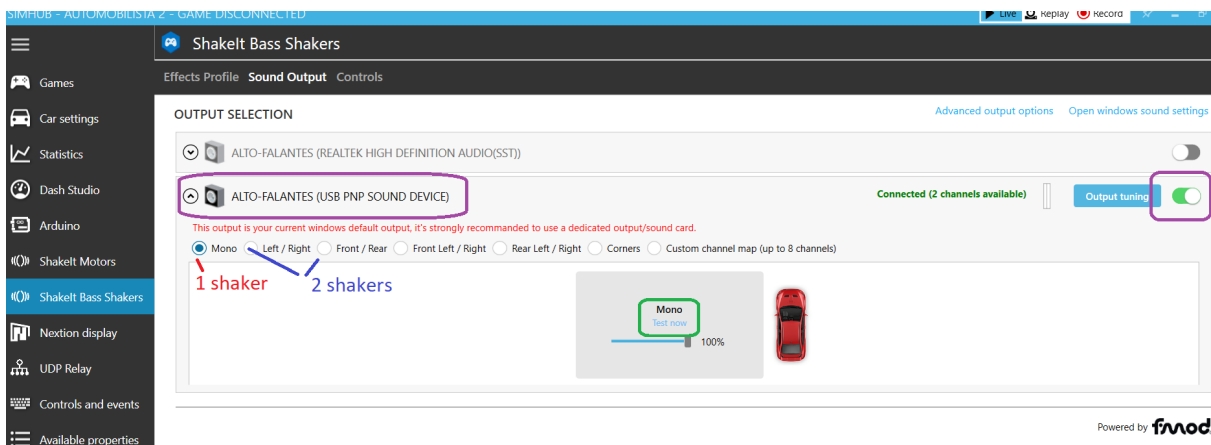 SIMHUB - AUTOMOBILISTA 2 - GAME DISCONNECTED
Live Replay Record
ShakeIt Bass Shakers
Games
Effects Profile Sound Output Controls
Car settings
OUTPUT SELECTION
Advanced output options Open windows sound settings
Statistics
ALTO-FALANTES (REALTEK HIGH DEFINITION AUDIO(SST))
Dash Studio
ALTO-FALANTES (USB PNP SOUND DEVICE)
Connected (2 channels available)
Output tuning
Arduino
This output is your current windows default output, it's strongly recommanded to use a dedicated output/sound card.
Mono Left / Right Front / Rear Front Left / Right Rear Left / Right Corners Custom channel map (up to 8 channels)
ShakeIt Motors
1 shaker 2 shakers
ShakeIt Bass Shakers
Mono
Test now
100%
Nextion display
UDP Relay
Controls and events
Powered by fmod
Available properties